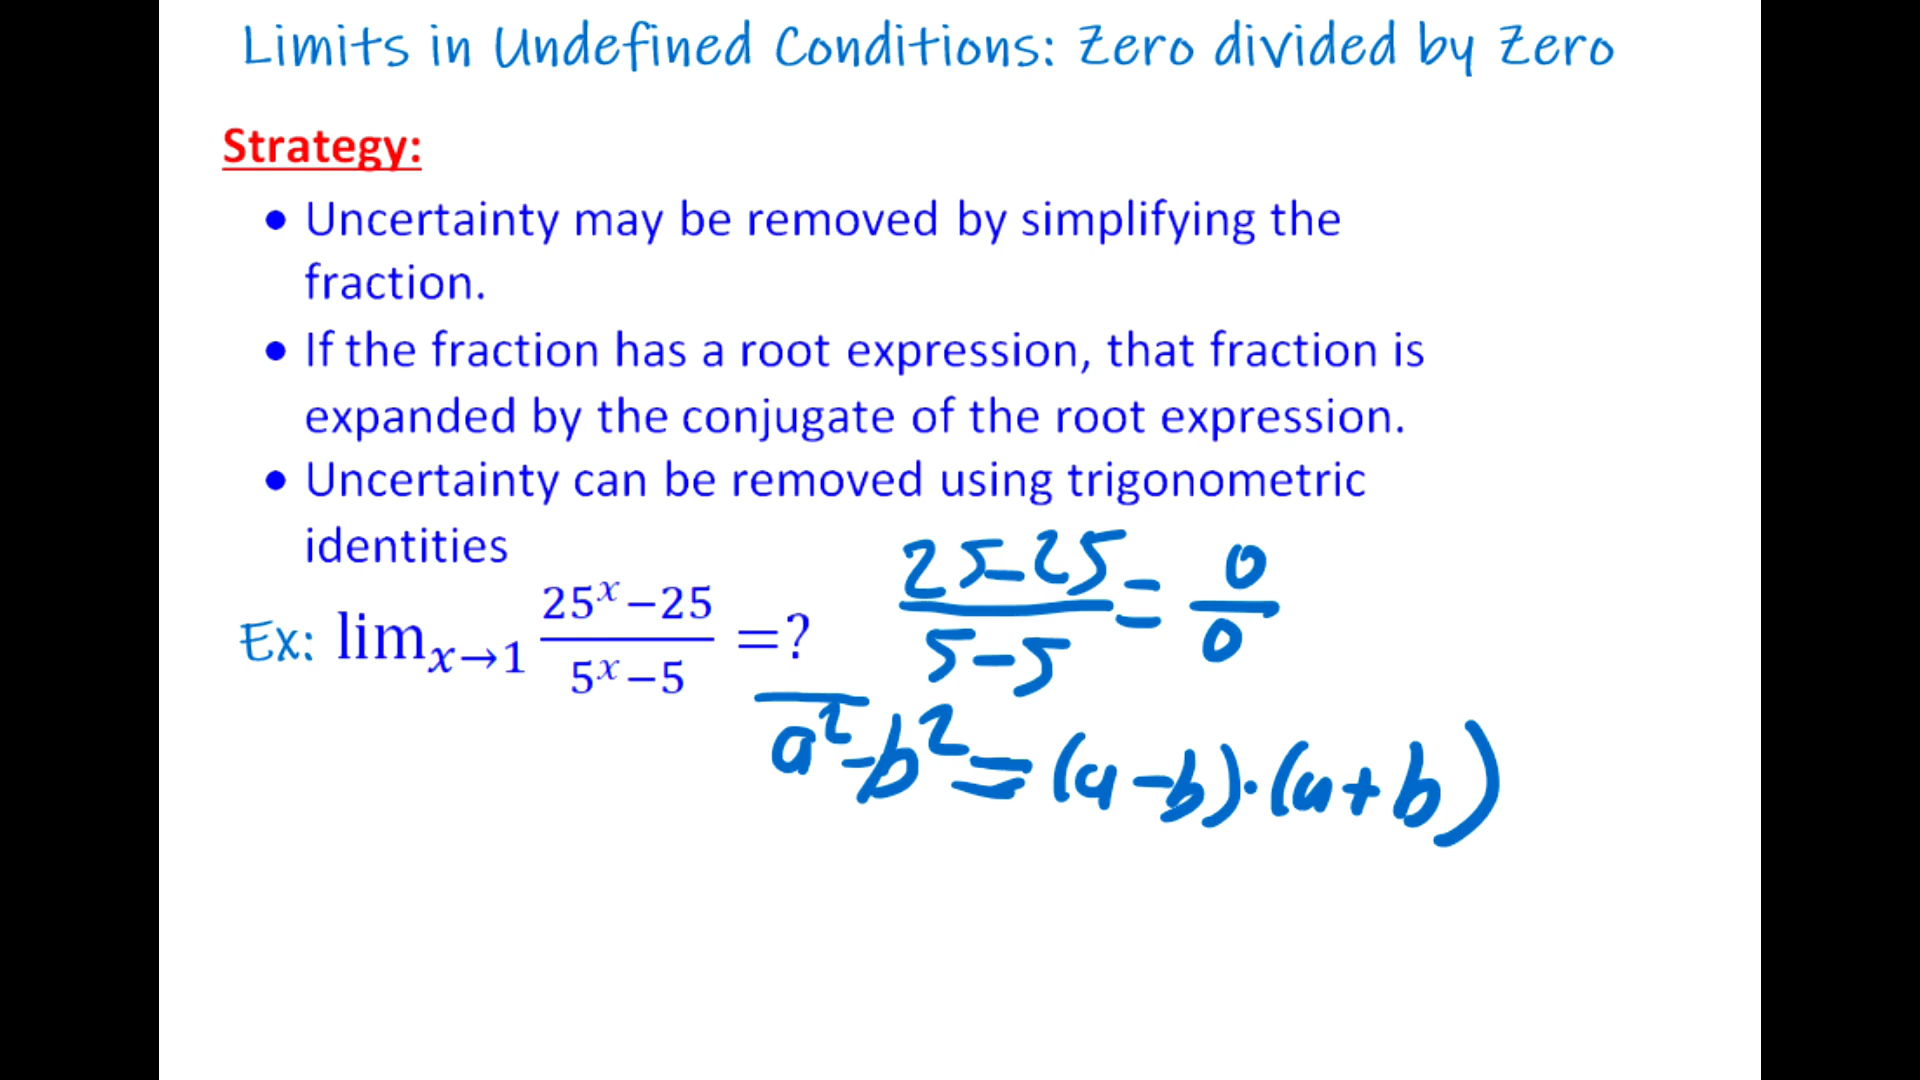 Limits in Undefined Conditions: Zero divided by Zero
Strategy:
• Uncertainty may be removed by simplifying the
fraction.
• If the fraction has a root expression, that fraction is
expanded by the conjugate of the root expression.
• Uncertainty can be removed using trigonometric
identities
Ex: lim x→1 (25^x −25)/(5^x −5) =?
(25-25)/(5-5) = 0/0
a²-b² = (a-b)·(a+b)